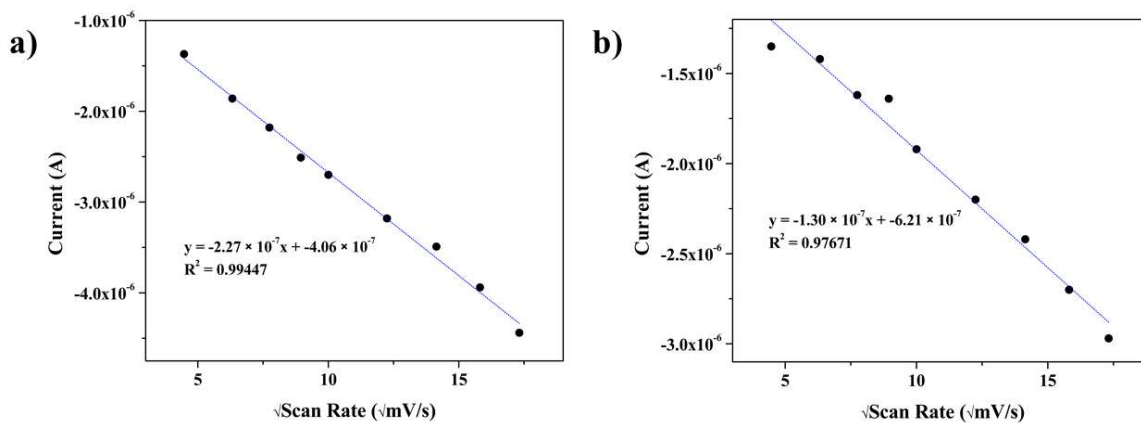 a)
-1.0x10⁻⁶
-2.0x10⁻⁶
-3.0x10⁻⁶
-4.0x10⁻⁶
Current (A)
y = -2.27 × 10⁻⁷x + -4.06 × 10⁻⁷
R² = 0.99447
5 10 15
√Scan Rate (√mV/s)
b)
-1.5x10⁻⁶
-2.0x10⁻⁶
-2.5x10⁻⁶
-3.0x10⁻⁶
Current (A)
y = -1.30 × 10⁻⁷x + -6.21 × 10⁻⁷
R² = 0.97671
5 10 15
√Scan Rate (√mV/s)